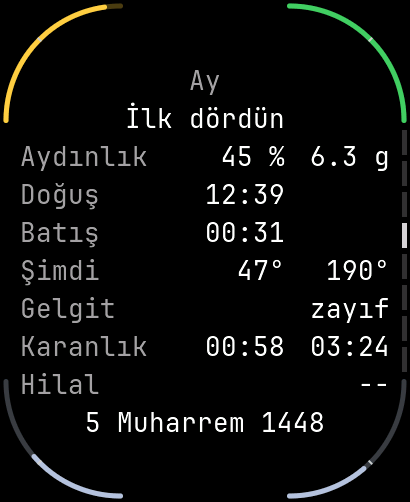 Ay
İlk dördün
Aydınlık 45 % 6.3 g
Doğuş 12:39
Batış 00:31
Şimdi 47° 190°
Gelgit zayıf
Karanlık 00:58 03:24
Hilal --
5 Muharrem 1448